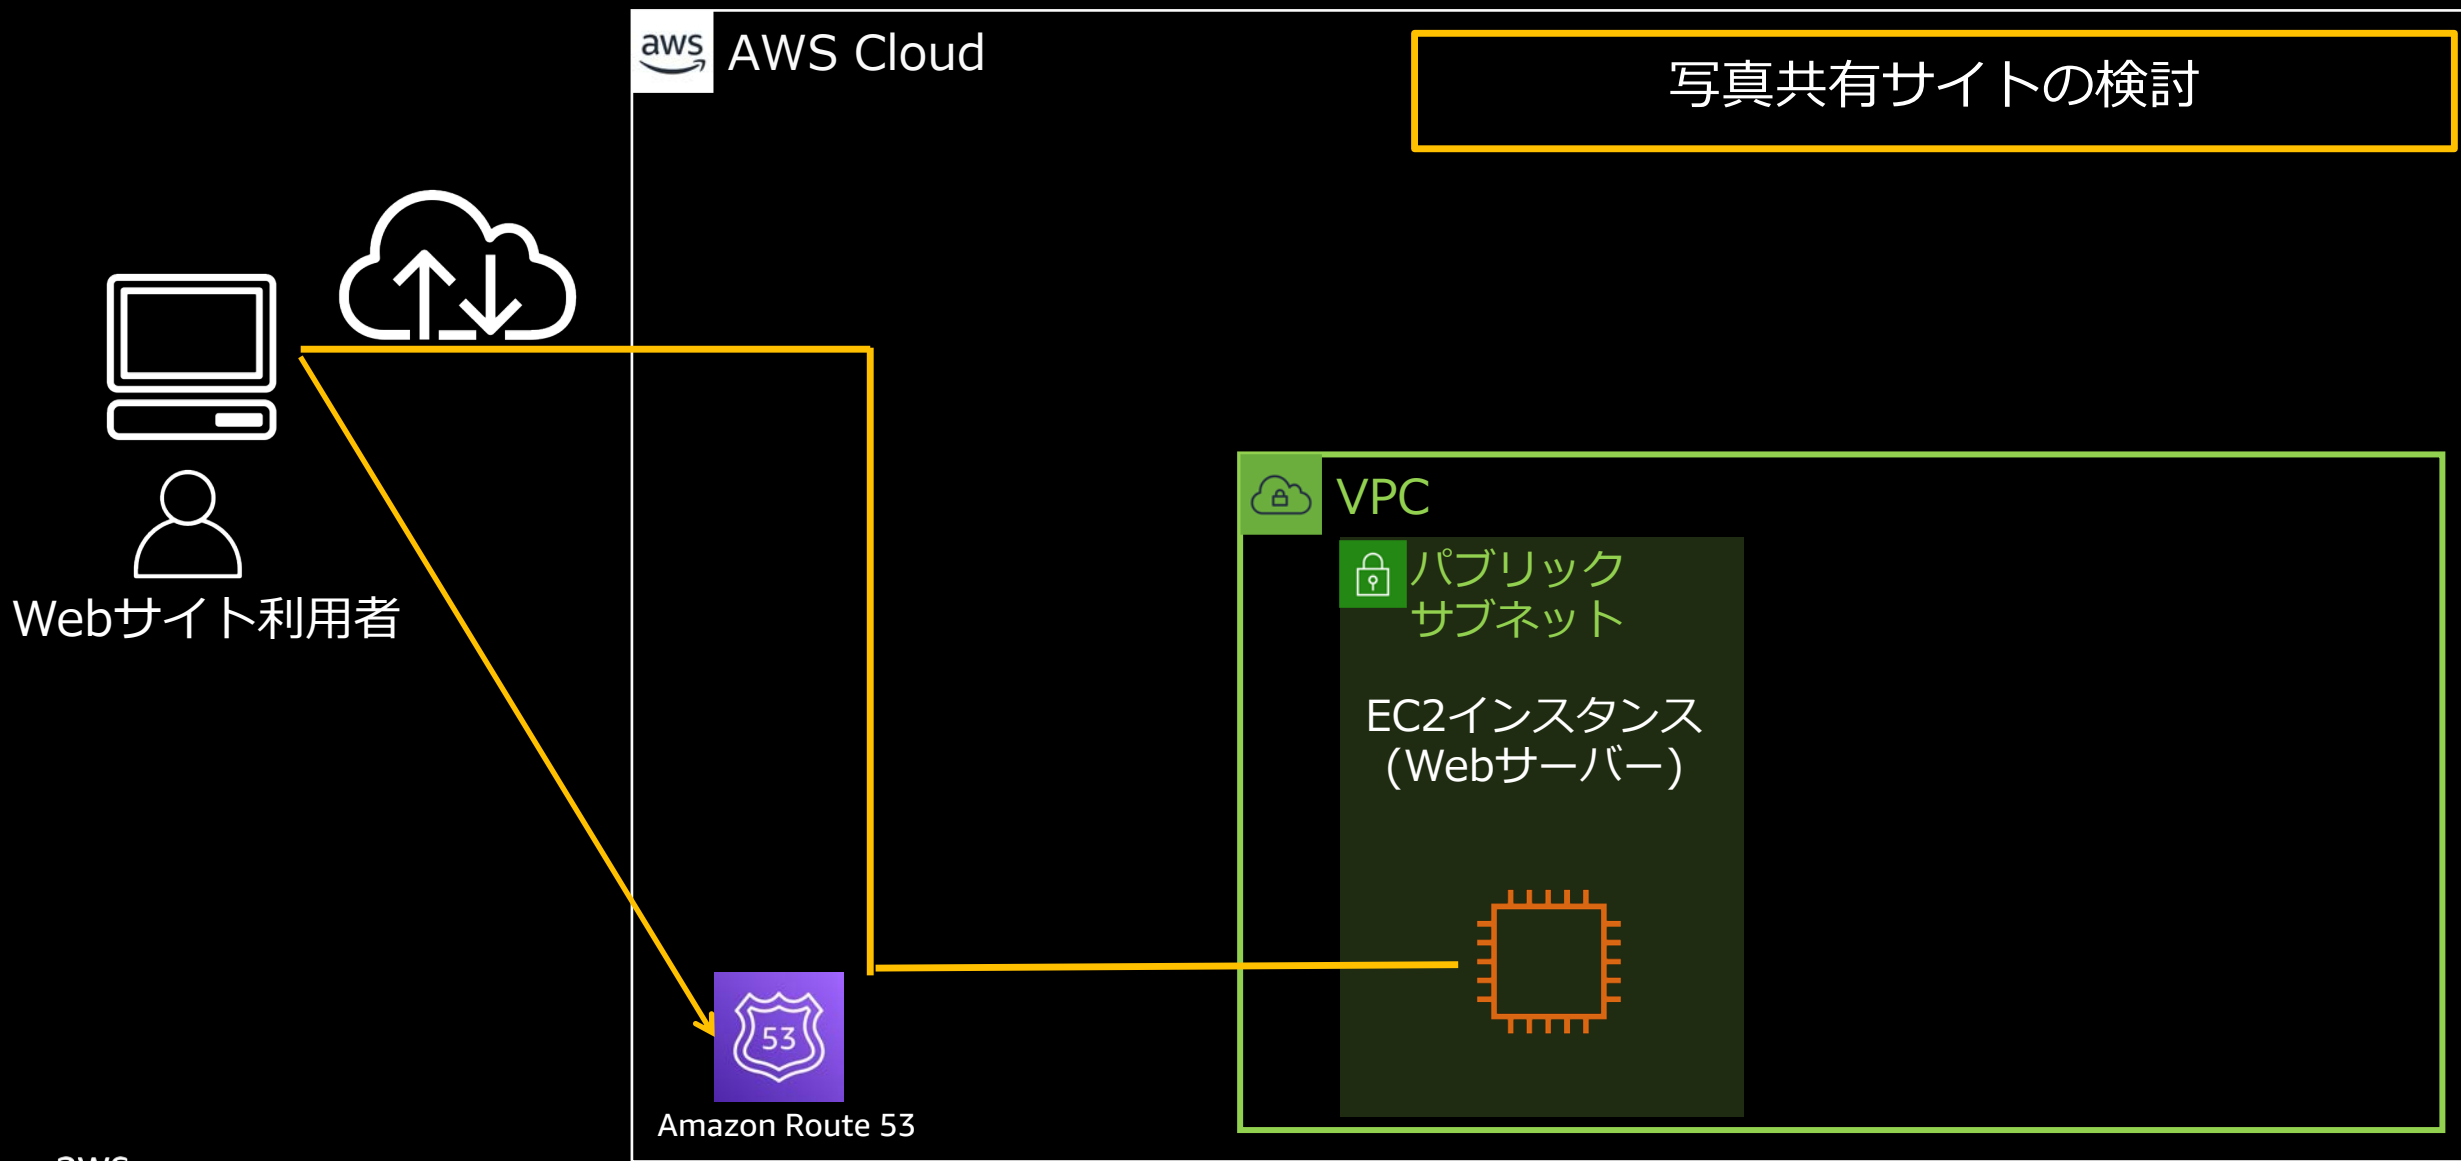 aws
AWS Cloud
写真共有サイトの検討
Webサイト利用者
VPC
パブリック
サブネット
EC2インスタンス
(Webサーバー)
53
Amazon Route 53
aws